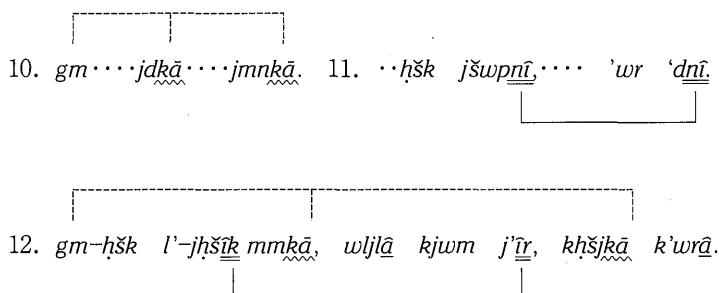 10. gm····jdkā····jmnkā. 11. ··ḥšk jšwpnî,···· ’wr ‘dnî.
12. gm–ḥšk l’–jḥšîk mmkā, wljlâ kjwm j’îr, kḥšjkā k’wrâ.